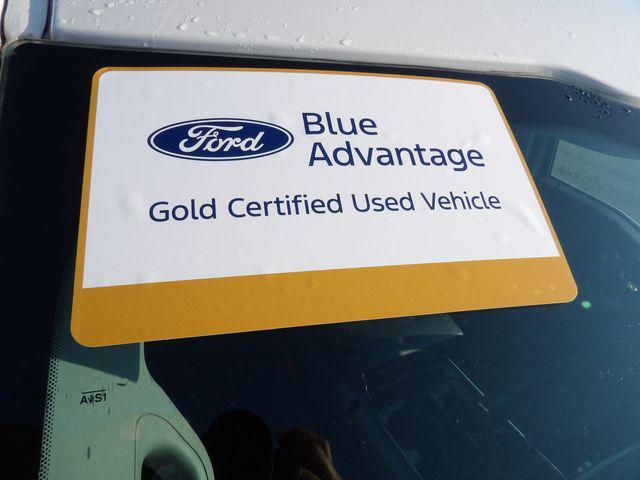 Ford
Blue
Advantage
Gold Certified Used Vehicle
AS1